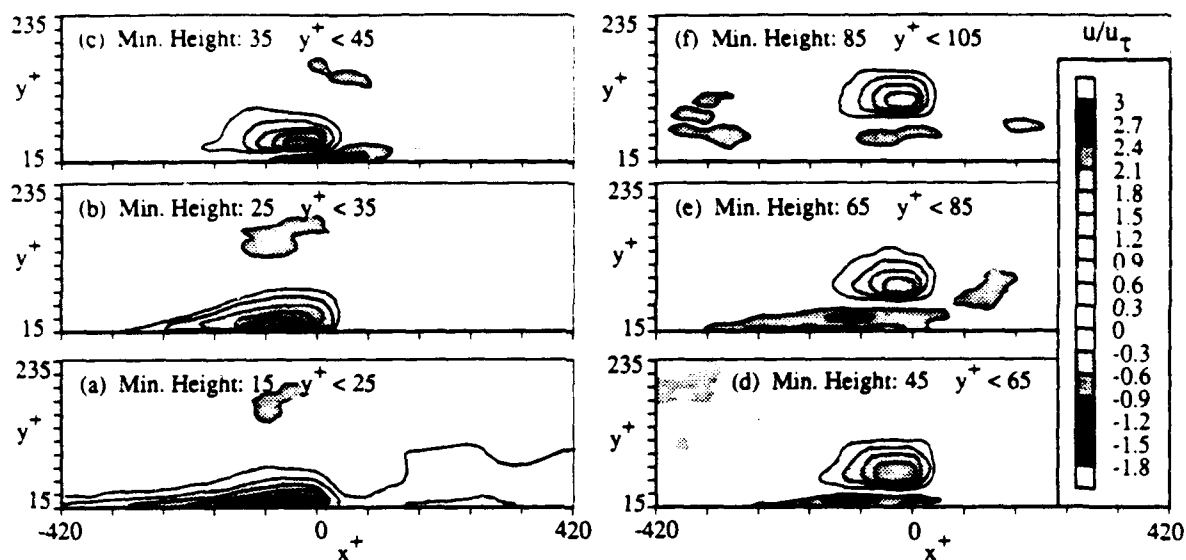 235
(c) Min. Height: 35 y+ < 45
y+
15
235
(b) Min. Height: 25 y+ < 35
y+
15
235
(a) Min. Height: 15 y+ < 25
y+
15
-420
0
420
x+
(f) Min. Height: 85 y+ < 105
235
y+
15
235
(e) Min. Height: 65 y+ < 85
y+
15
235
(d) Min. Height: 45 y+ < 65
y+
15
-420
0
420
x+
u/uτ
3
2.7
2.4
2.1
1.8
1.5
1.2
0.9
0.6
0.3
0
-0.3
-0.6
-0.9
-1.2
-1.5
-1.8